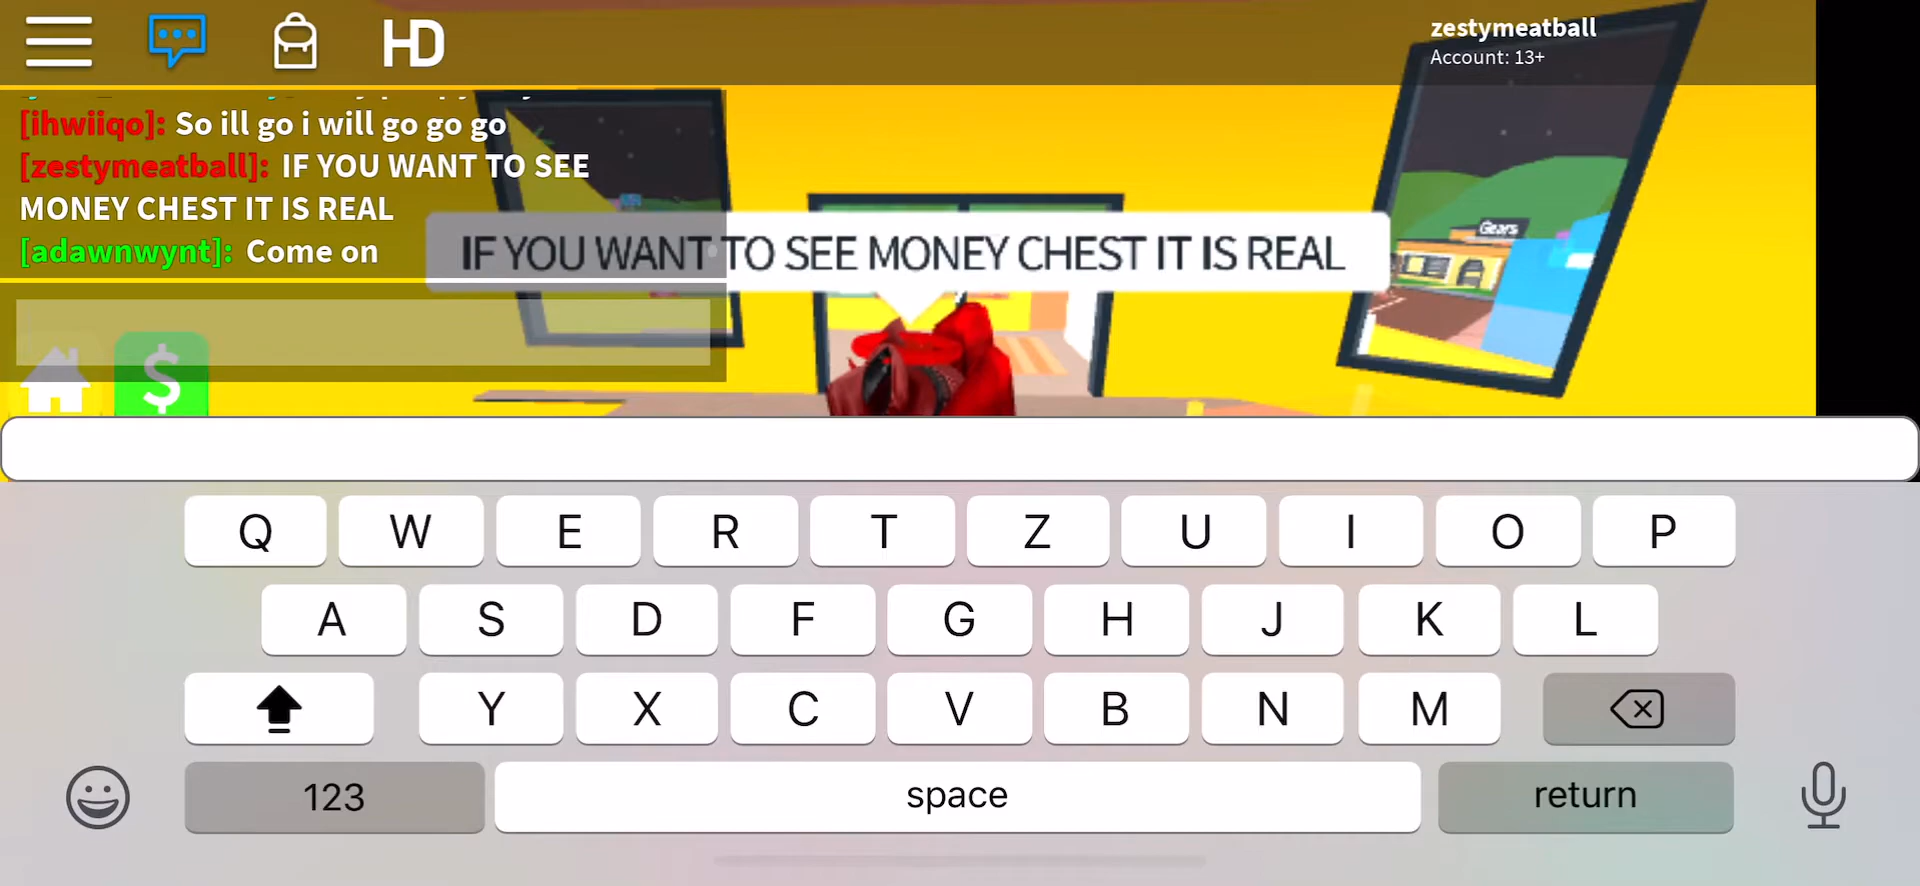 HD
zestymeatball
Account: 13+
[ihwiiqo]: So ill go i will go go go
[zestymeatball]: IF YOU WANT TO SEE
MONEY CHEST IT IS REAL
[adawnwynt]: Come on
IF YOU WANT TO SEE MONEY CHEST IT IS REAL
Gears
$
Q W E R T Z U I O P
A S D F G H J K L
Y X C V B N M
123 space return